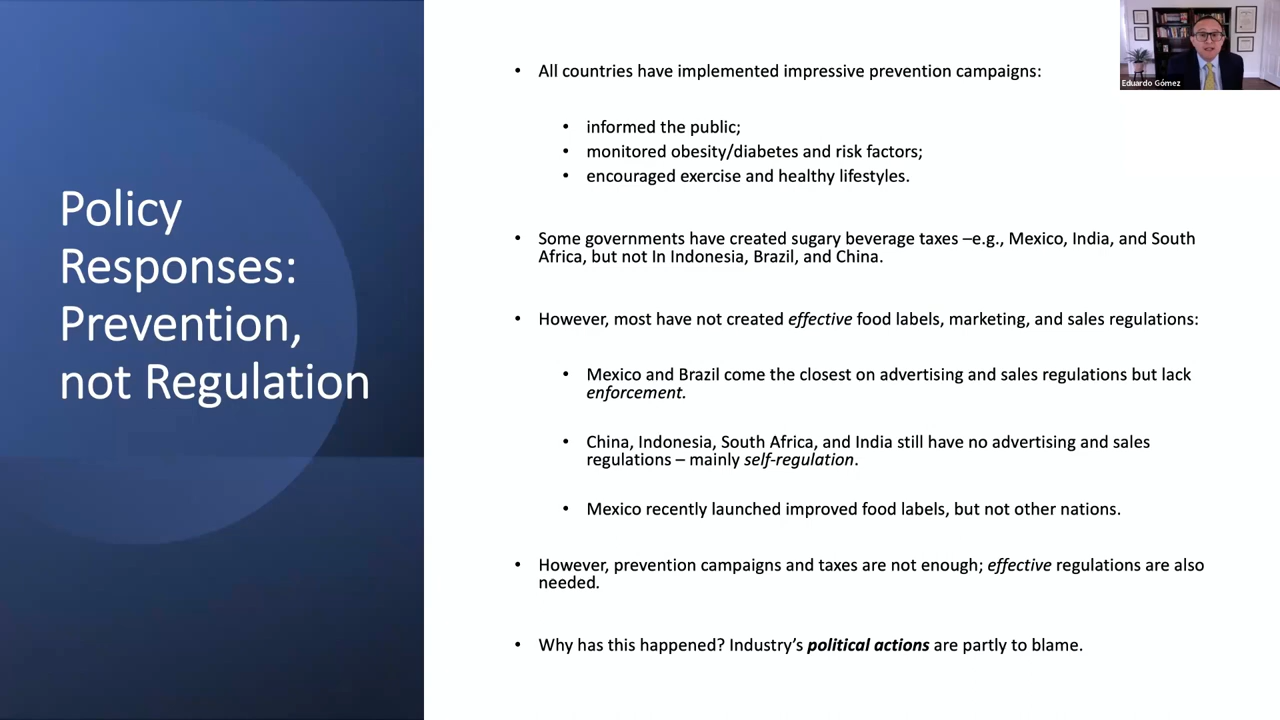 Policy
Responses:
Prevention,
not Regulation
• All countries have implemented impressive prevention campaigns:
• informed the public;
• monitored obesity/diabetes and risk factors;
• encouraged exercise and healthy lifestyles.
• Some governments have created sugary beverage taxes –e.g., Mexico, India, and South
Africa, but not In Indonesia, Brazil, and China.
• However, most have not created effective food labels, marketing, and sales regulations:
• Mexico and Brazil come the closest on advertising and sales regulations but lack
enforcement.
• China, Indonesia, South Africa, and India still have no advertising and sales
regulations – mainly self-regulation.
• Mexico recently launched improved food labels, but not other nations.
• However, prevention campaigns and taxes are not enough; effective regulations are also
needed.
• Why has this happened? Industry’s political actions are partly to blame.
Eduardo Gómez